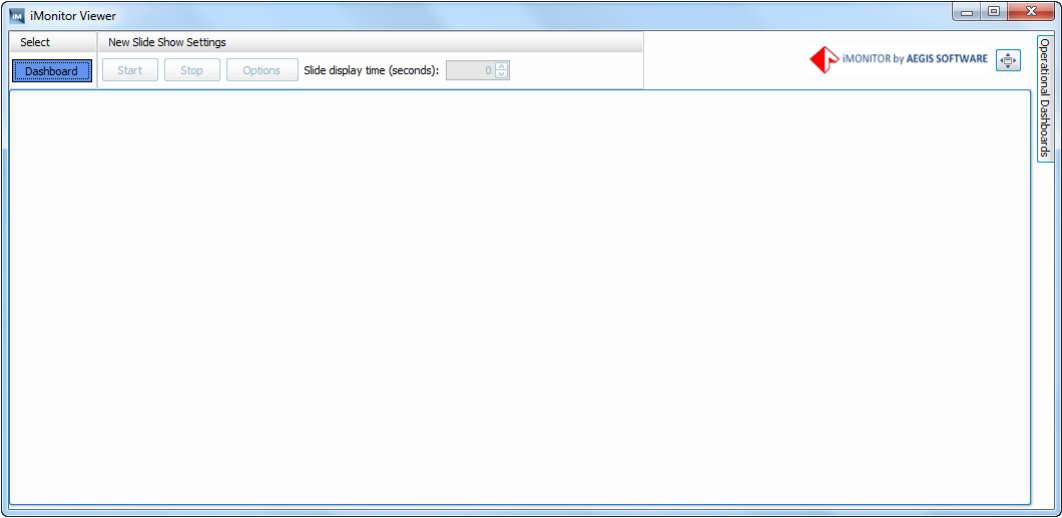 iM iMonitor Viewer
Select New Slide Show Settings
Dashboard Start Stop Options Slide display time (seconds): 0
iMONITOR by AEGIS SOFTWARE
Operational Dashboards